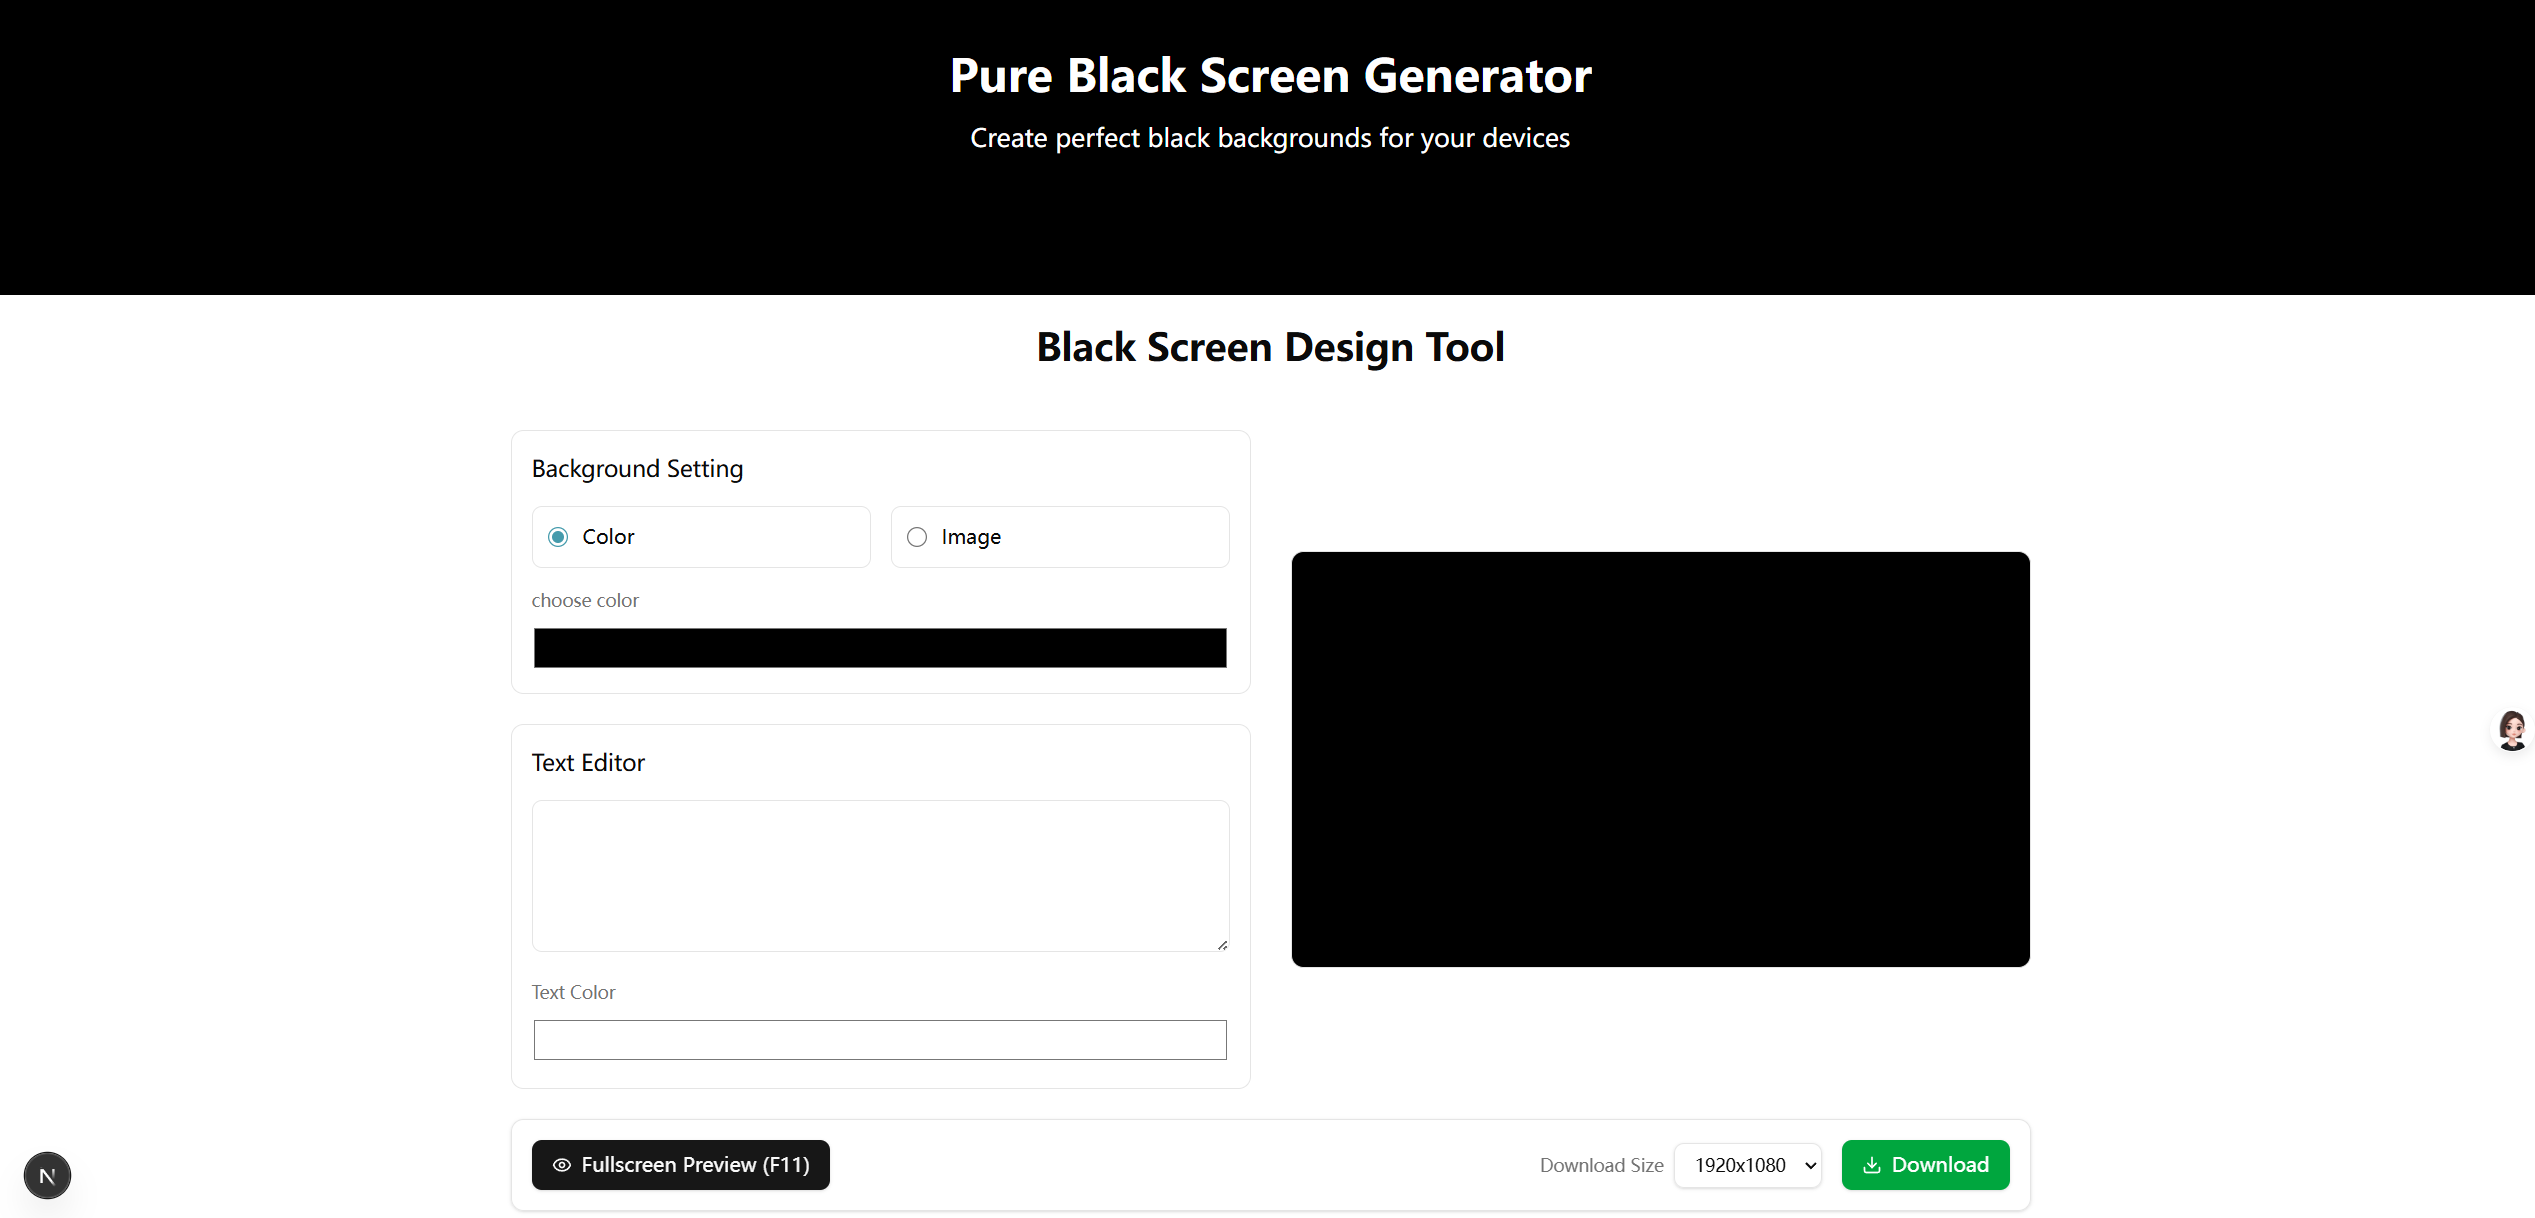 Pure Black Screen Generator
Create perfect black backgrounds for your devices
Black Screen Design Tool
Background Setting
Color
Image
choose color
Text Editor
Text Color
Fullscreen Preview (F11)
Download Size
1920x1080
Download
N